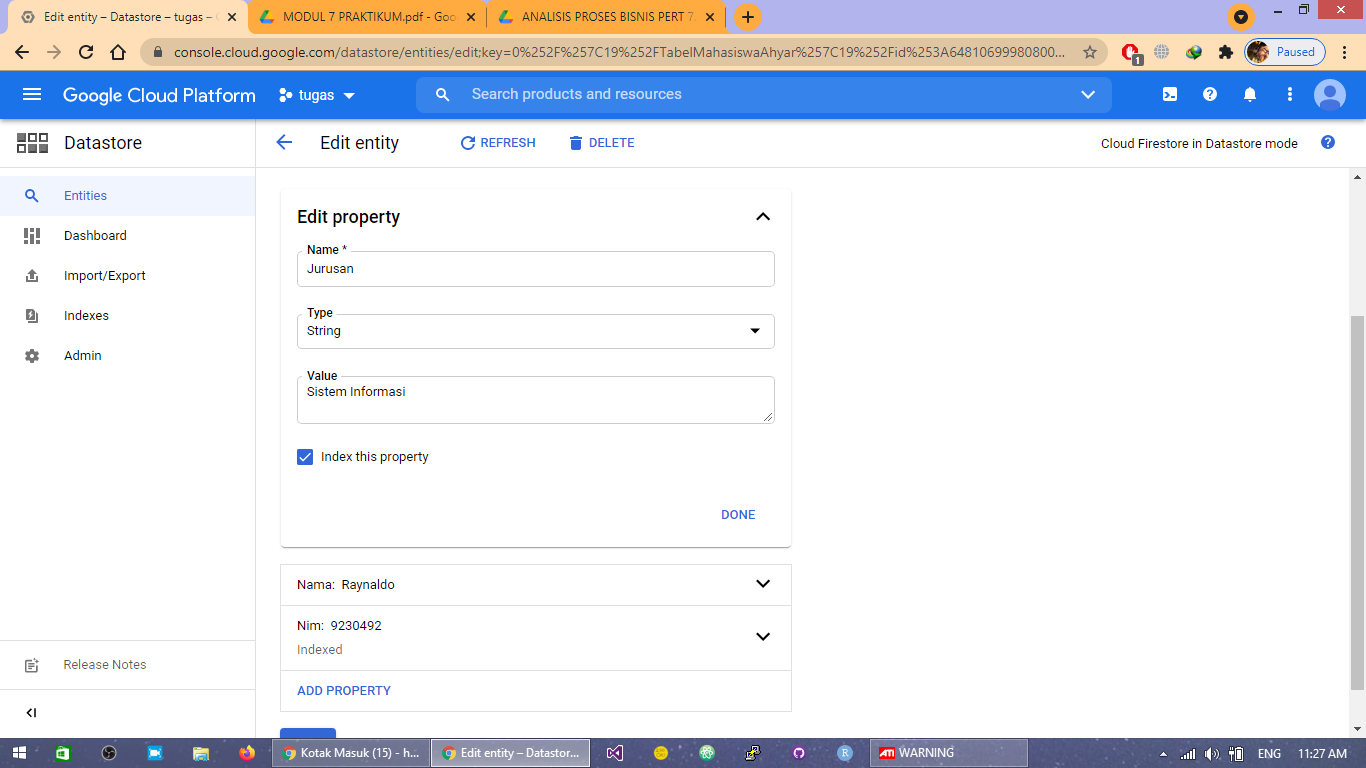 Edit entity – Datastore – tugas –
MODUL 7 PRAKTIKUM.pdf - Goo
ANALISIS PROSES BISNIS PERT 7.
console.cloud.google.com/datastore/entities/edit;key=0%252F%257C19%252FTabelMahasiswaAhyar%257C19%252Fid%253A64810699980800...
1
Paused
Google Cloud Platform
tugas
Search products and resources
Datastore
Edit entity
REFRESH
DELETE
Cloud Firestore in Datastore mode
Entities
Dashboard
Import/Export
Indexes
Admin
Release Notes
Edit property
Name *
Jurusan
Type
String
Value
Sistem Informasi
Index this property
DONE
Nama: Raynaldo
Nim: 9230492
Indexed
ADD PROPERTY
Kotak Masuk (15) - h...
Edit entity – Datastor...
ATI WARNING
ENG
11:27 AM